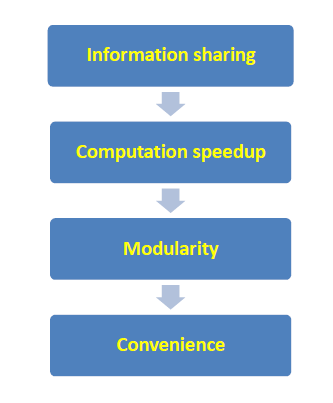 Information sharing
Computation speedup
Modularity
Convenience